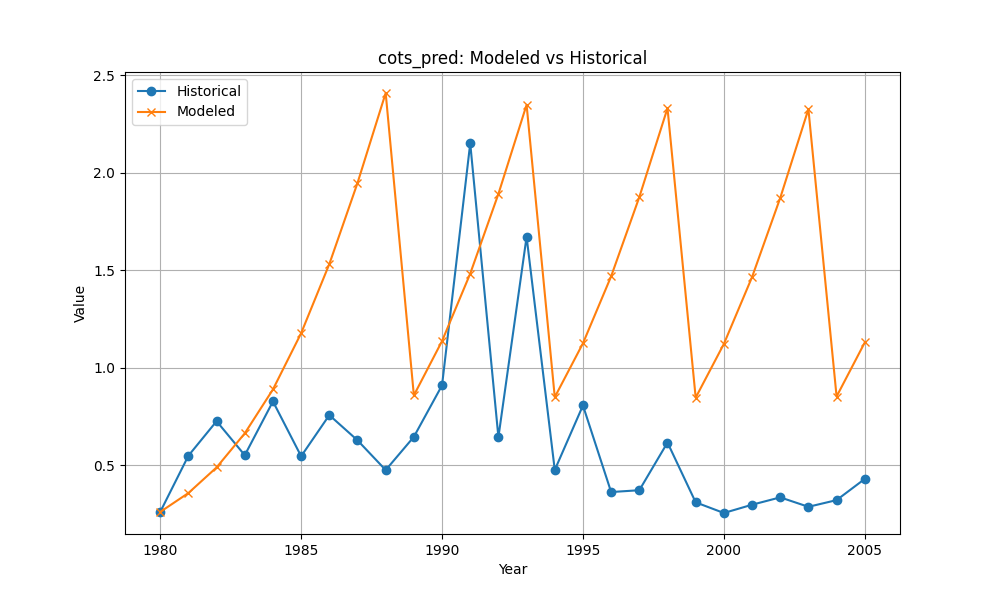 cots_pred: Modeled vs Historical
Historical
Modeled
2.5
2.0
1.5
1.0
0.5
Value
1980
1985
1990
1995
2000
2005
Year